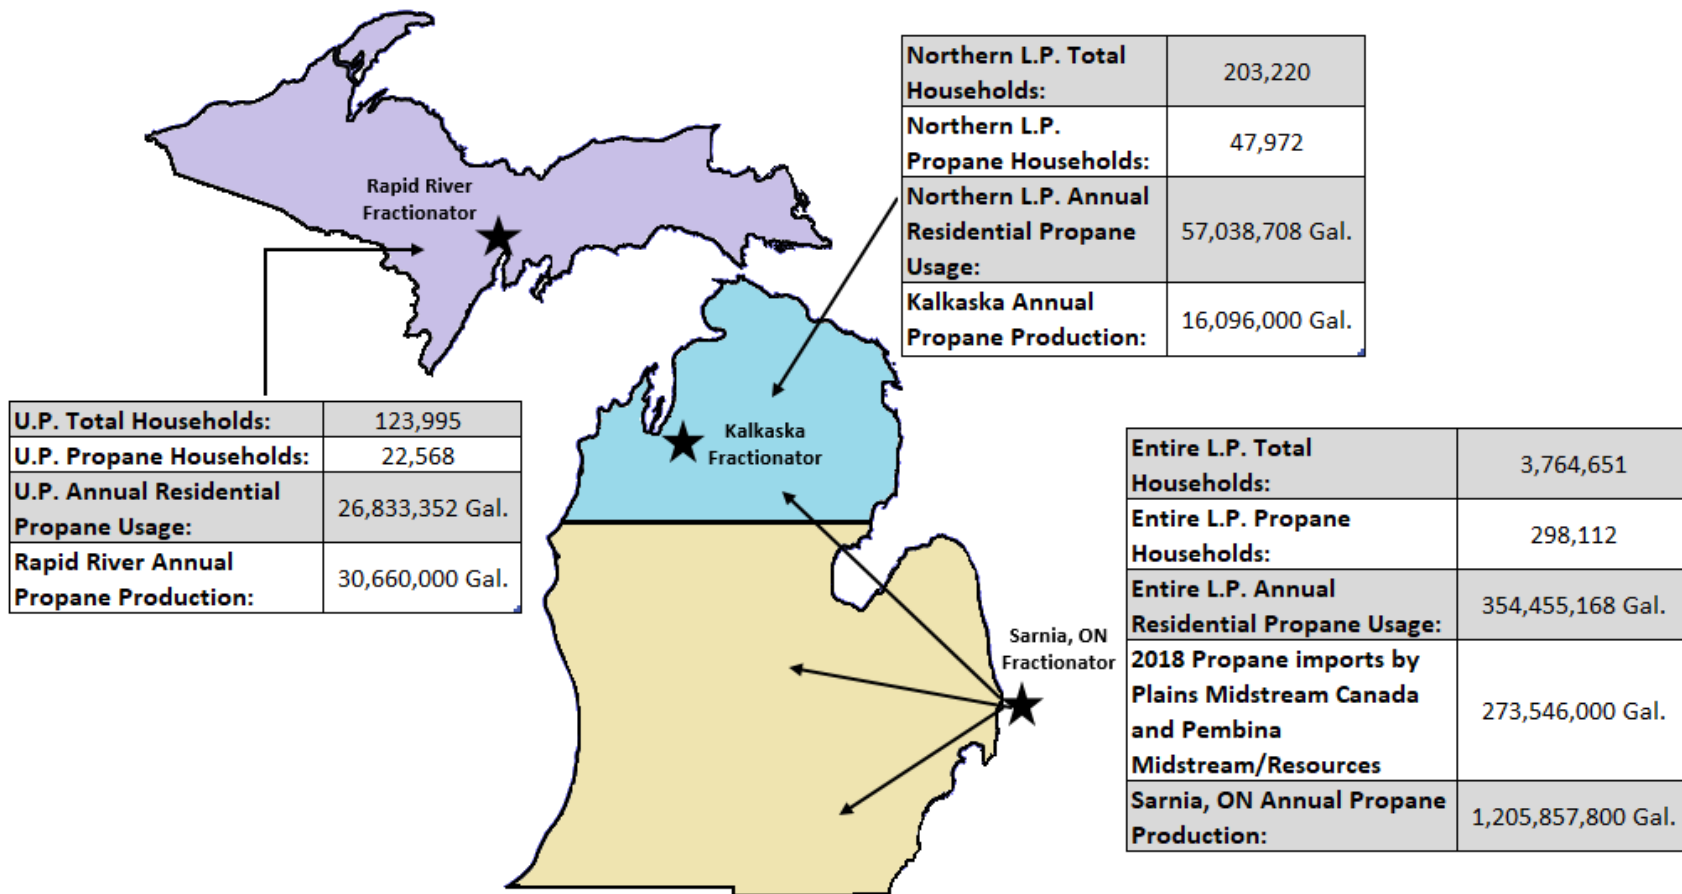 Northern L.P. Total
Households:
203,220
Northern L.P.
Propane Households:
47,972
Northern L.P. Annual
Residential Propane
Usage:
57,038,708 Gal.
Kalkaska Annual
Propane Production:
16,096,000 Gal.
Rapid River
Fractionator
U.P. Total Households:
123,995
U.P. Propane Households:
22,568
U.P. Annual Residential
Propane Usage:
26,833,352 Gal.
Rapid River Annual
Propane Production:
30,660,000 Gal.
Kalkaska
Fractionator
Sarnia, ON
Fractionator
Entire L.P. Total
Households:
3,764,651
Entire L.P. Propane
Households:
298,112
Entire L.P. Annual
Residential Propane Usage:
354,455,168 Gal.
2018 Propane imports by
Plains Midstream Canada
and Pembina
Midstream/Resources
273,546,000 Gal.
Sarnia, ON Annual Propane
Production:
1,205,857,800 Gal.